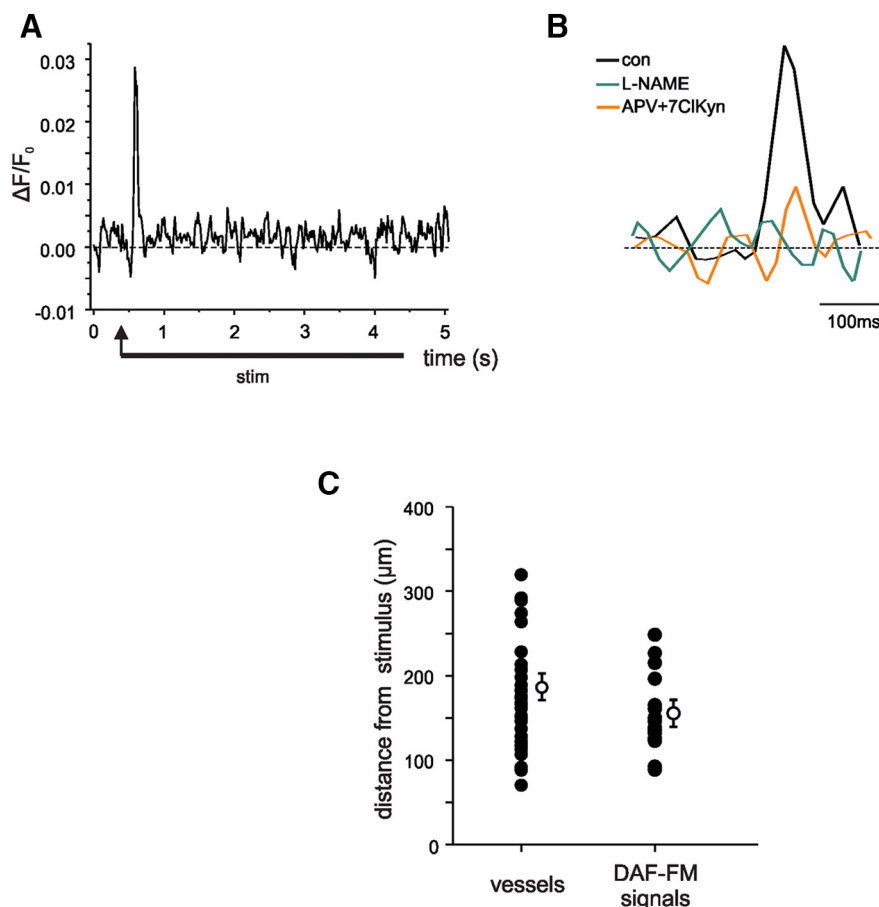 A
ΔF/F0
0.03
0.02
0.01
0.00
-0.01
0
1
2
3
4
5
time (s)
stim
B
con
L-NAME
APV+7ClKyn
100ms
C
distance from stimulus (μm)
400
300
200
100
0
vessels
DAF-FM
signals